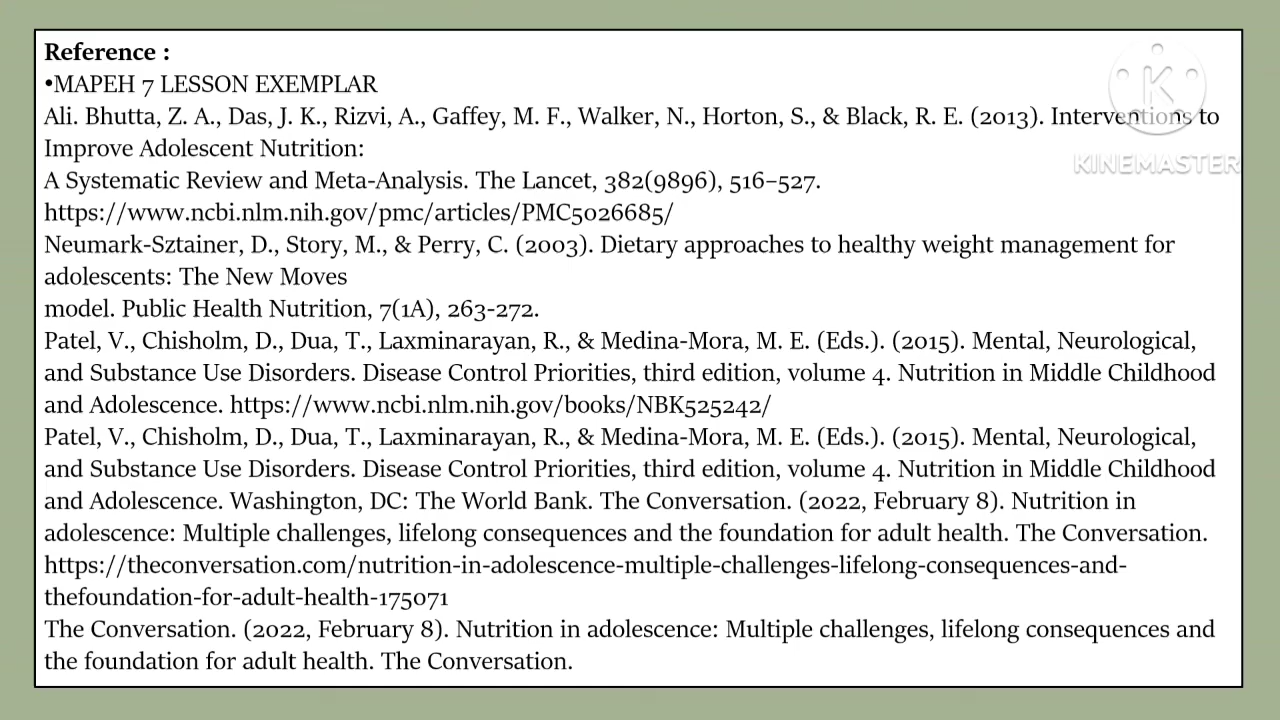 Reference :
•MAPEH 7 LESSON EXEMPLAR
Ali. Bhutta, Z. A., Das, J. K., Rizvi, A., Gaffey, M. F., Walker, N., Horton, S., & Black, R. E. (2013). Interventions to
Improve Adolescent Nutrition:
A Systematic Review and Meta-Analysis. The Lancet, 382(9896), 516–527.
https://www.ncbi.nlm.nih.gov/pmc/articles/PMC5026685/
Neumark-Sztainer, D., Story, M., & Perry, C. (2003). Dietary approaches to healthy weight management for
adolescents: The New Moves
model. Public Health Nutrition, 7(1A), 263-272.
Patel, V., Chisholm, D., Dua, T., Laxminarayan, R., & Medina-Mora, M. E. (Eds.). (2015). Mental, Neurological,
and Substance Use Disorders. Disease Control Priorities, third edition, volume 4. Nutrition in Middle Childhood
and Adolescence. https://www.ncbi.nlm.nih.gov/books/NBK525242/
Patel, V., Chisholm, D., Dua, T., Laxminarayan, R., & Medina-Mora, M. E. (Eds.). (2015). Mental, Neurological,
and Substance Use Disorders. Disease Control Priorities, third edition, volume 4. Nutrition in Middle Childhood
and Adolescence. Washington, DC: The World Bank. The Conversation. (2022, February 8). Nutrition in
adolescence: Multiple challenges, lifelong consequences and the foundation for adult health. The Conversation.
https://theconversation.com/nutrition-in-adolescence-multiple-challenges-lifelong-consequences-and-
thefoundation-for-adult-health-175071
The Conversation. (2022, February 8). Nutrition in adolescence: Multiple challenges, lifelong consequences and
the foundation for adult health. The Conversation.
K
KINEMASTER